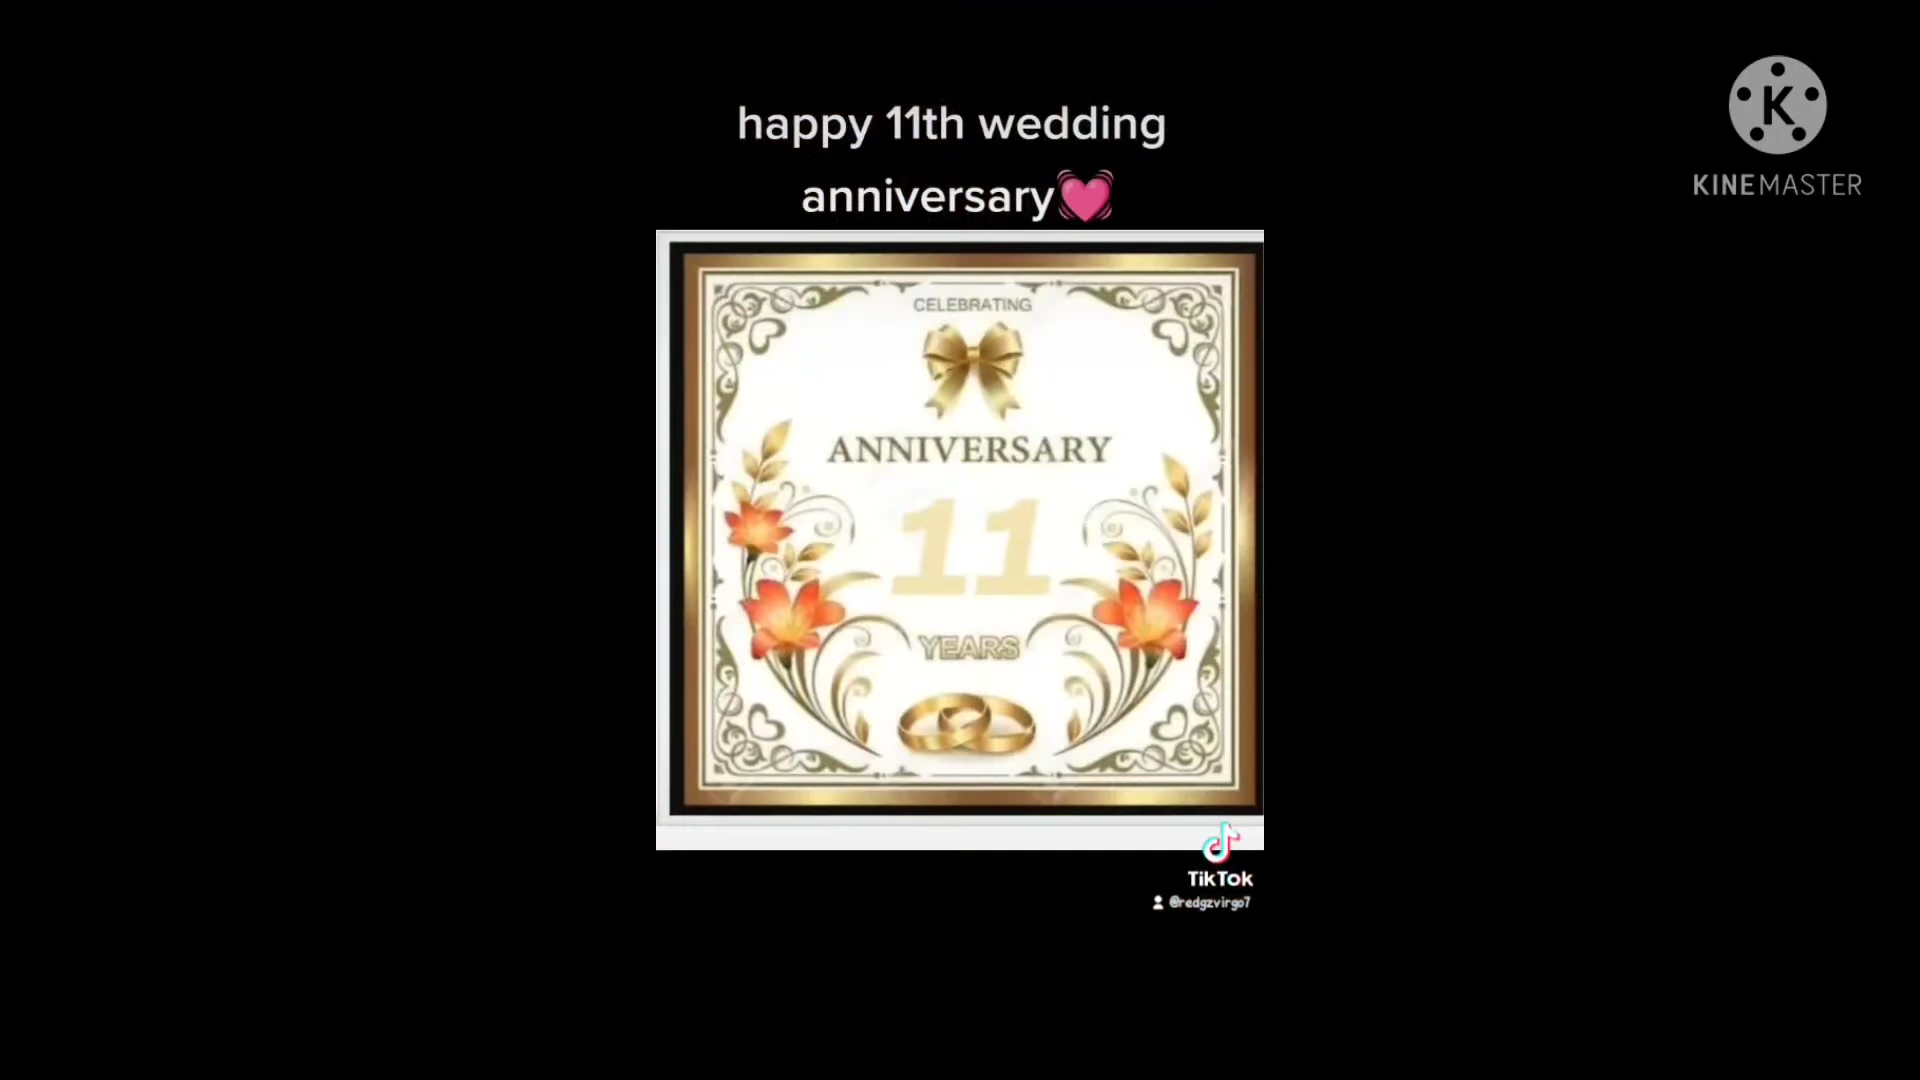 happy 11th wedding
anniversary💓
K
KINEMASTER
CELEBRATING
ANNIVERSARY
11
YEARS
TikTok
@redgzvirgo7